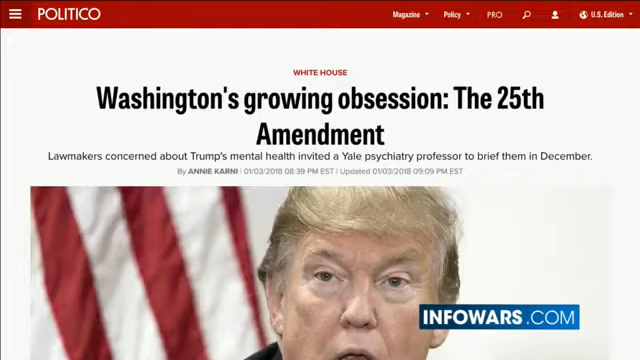 POLITICO
Magazine Policy PRO U.S. Edition
WHITE HOUSE
Washington's growing obsession: The 25th
Amendment
Lawmakers concerned about Trump's mental health invited a Yale psychiatry professor to brief them in December.
By ANNIE KARNI | 01/03/2018 08:39 PM EST | Updated 01/03/2018 09:09 PM EST
INFOWARS.COM